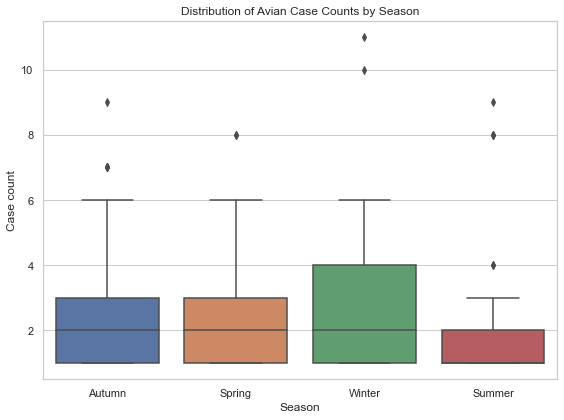 Distribution of Avian Case Counts by Season
Case count
10
8
6
4
2
Autumn Spring Winter Summer
Season